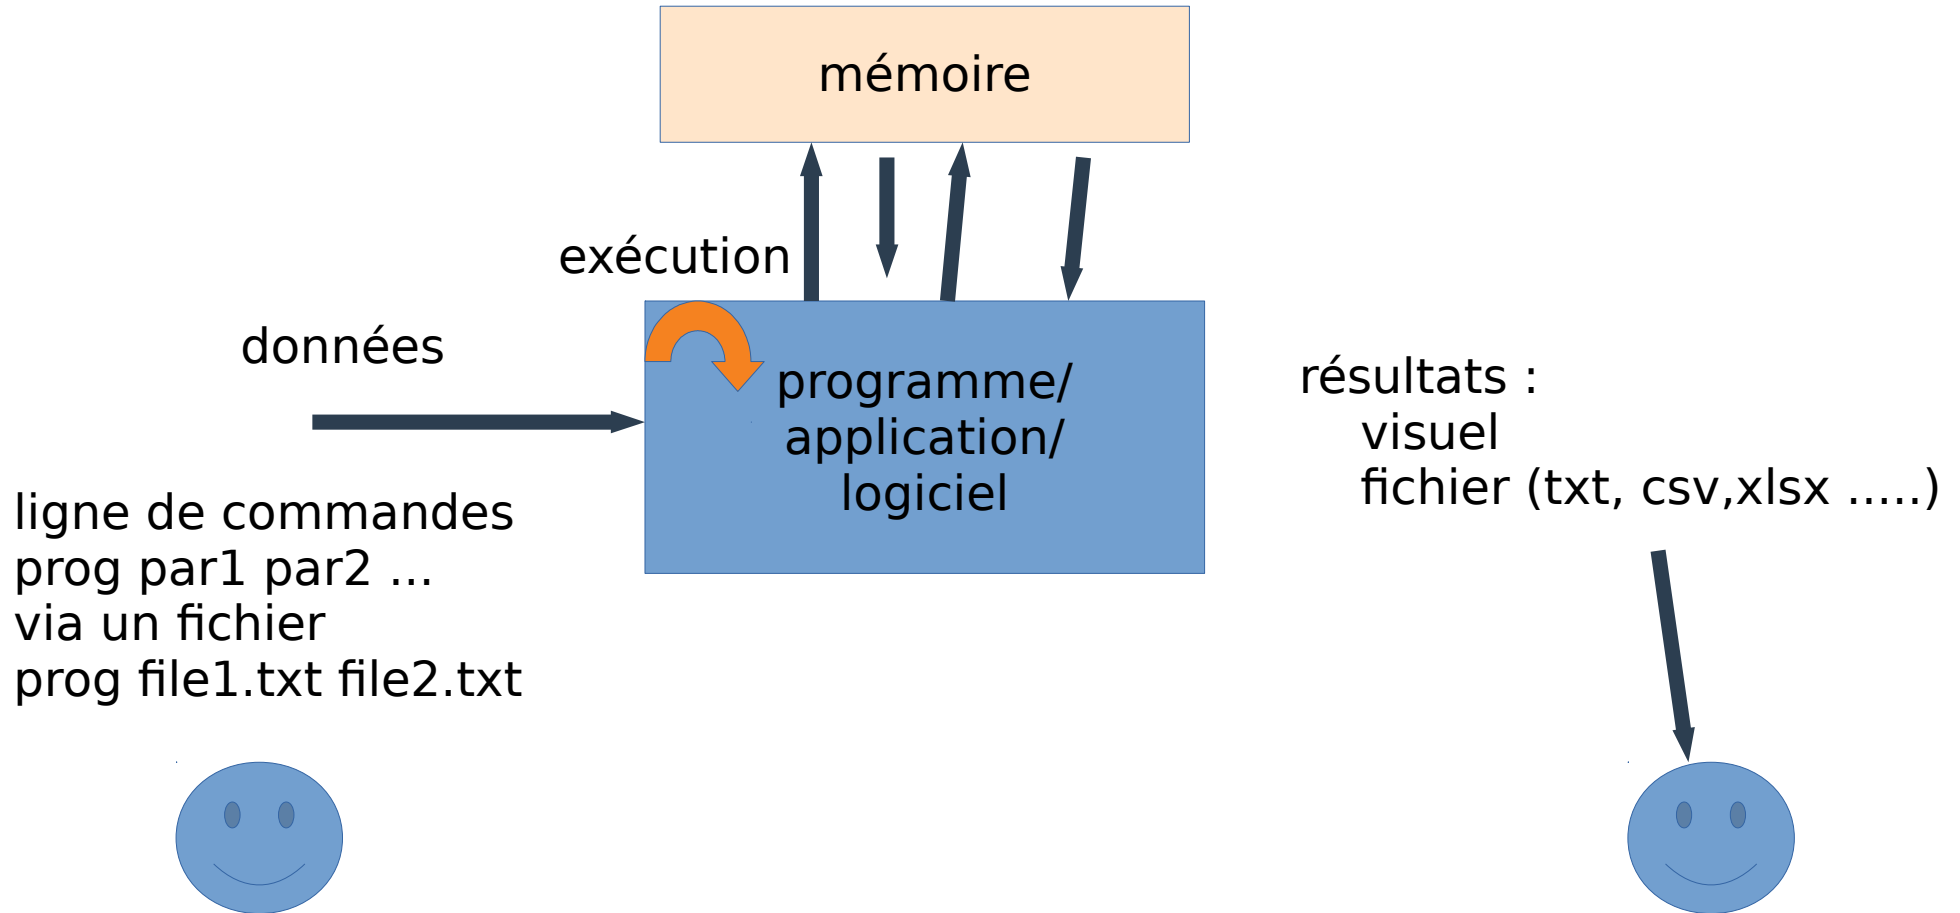 mémoire
exécution
données
programme/
application/
logiciel
résultats :
visuel
fichier (txt, csv,xlsx .....)
ligne de commandes
prog par1 par2 ...
via un fichier
prog file1.txt file2.txt